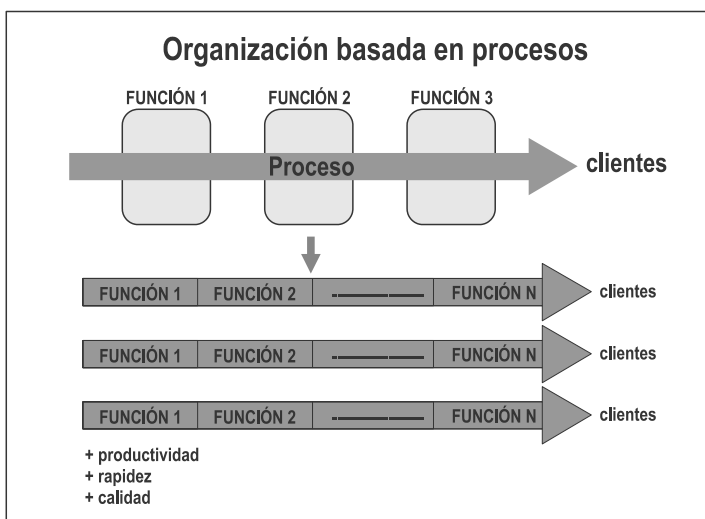 Organización basada en procesos
FUNCIÓN 1 FUNCIÓN 2 FUNCIÓN 3
Proceso clientes
FUNCIÓN 1 FUNCIÓN 2 FUNCIÓN N clientes
FUNCIÓN 1 FUNCIÓN 2 FUNCIÓN N clientes
FUNCIÓN 1 FUNCIÓN 2 FUNCIÓN N clientes
+ productividad
+ rapidez
+ calidad